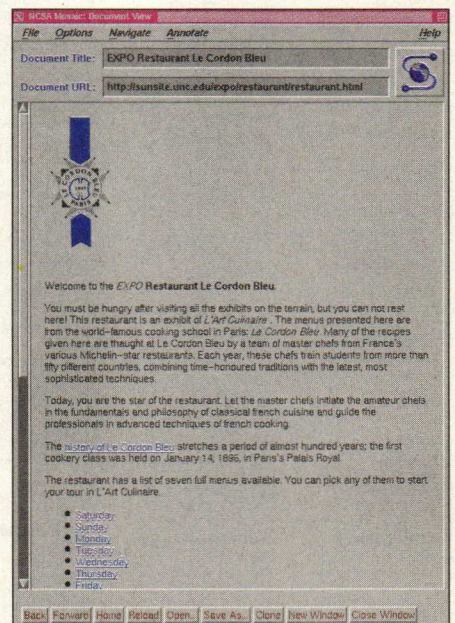 NCSA Mosaic: Document View
File Options Navigate Annotate Help
Document Title: EXPO Restaurant Le Cordon Bleu
Document URL: http://sunsite.unc.edu/expo/restaurant/restaurant.html
LE CORDON BLEU
1895
PARIS
Welcome to the EXPO Restaurant Le Cordon Bleu.
You must be hungry after visiting all the exhibits on the terrain, but you can not rest
here! This restaurant is an exhibit of L'Art Culinaire . The menus presented here are
from the world-famous cooking school in Paris: Le Cordon Bleu. Many of the recipes
given here are thaught at Le Cordon Bleu by a team of master chefs from France's
various Michelin-star restaurants. Each year, these chefs train students from more than
fifty different countries, combining time-honoured traditions with the latest, most
sophisticated techniques.
Today, you are the star of the restaurant. Let the master chefs initiate the amateur chefs
in the fundamentals and philosophy of classical french cuisine and guide the
professionals in advanced techniques of french cooking.
The history of Le Cordon Bleu stretches a period of almost hundred years; the first
cookery class was held on January 14, 1896, in Paris's Palais Royal.
The restaurant has a list of seven full menus available. You can pick any of them to start
your tour in L'Art Culinaire.
Saturday
Sunday
Monday
Tuesday
Wednesday
Thursday
Friday
Back Forward Home Reload Open... Save As... Clone New Window Close Window